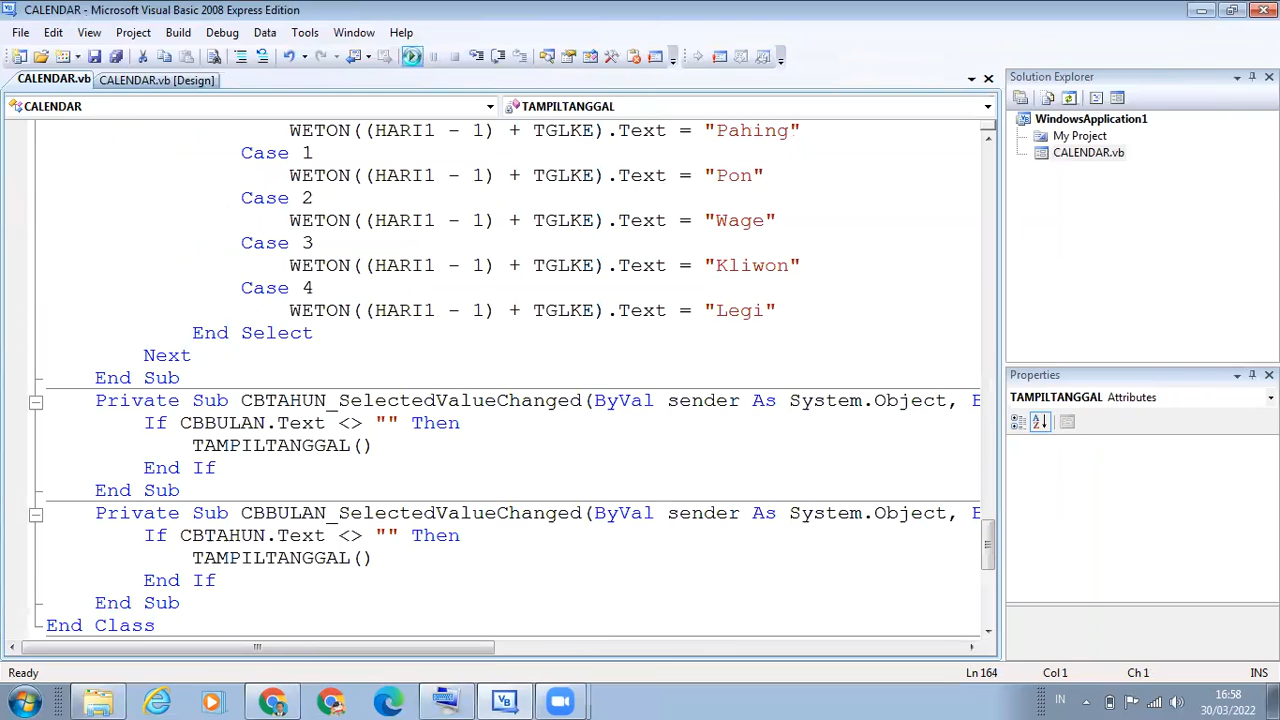 CALENDAR - Microsoft Visual Basic 2008 Express Edition
File Edit View Project Build Debug Data Tools Window Help
CALENDAR.vb CALENDAR.vb [Design]
CALENDAR TAMPILTANGGAL
WETON((HARI1 - 1) + TGLKE).Text = "Pahing"
Case 1
WETON((HARI1 - 1) + TGLKE).Text = "Pon"
Case 2
WETON((HARI1 - 1) + TGLKE).Text = "Wage"
Case 3
WETON((HARI1 - 1) + TGLKE).Text = "Kliwon"
Case 4
WETON((HARI1 - 1) + TGLKE).Text = "Legi"
End Select
Next
End Sub
Private Sub CBTAHUN_SelectedValueChanged(ByVal sender As System.Object,
If CBBULAN.Text <> "" Then
TAMPILTANGGAL()
End If
End Sub
Private Sub CBBULAN_SelectedValueChanged(ByVal sender As System.Object,
If CBTAHUN.Text <> "" Then
TAMPILTANGGAL()
End If
End Sub
End Class
Solution Explorer
WindowsApplication1
My Project
CALENDAR.vb
Properties
TAMPILTANGGAL Attributes
Ready Ln 164 Col 1 Ch 1 INS
IN 16:58
30/03/2022